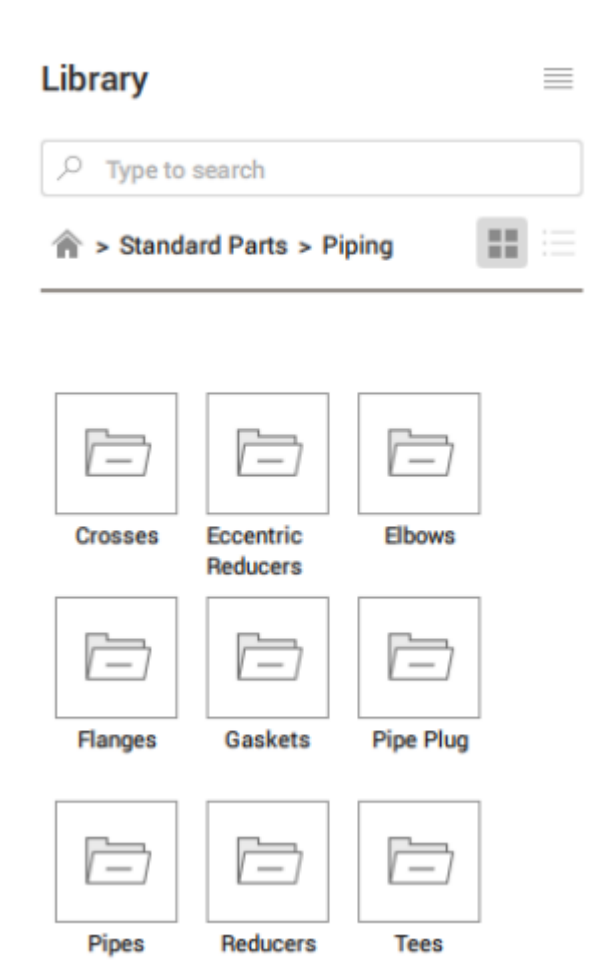 Library
Type to search
> Standard Parts > Piping
Crosses
Eccentric
Reducers
Elbows
Flanges
Gaskets
Pipe Plug
Pipes
Reducers
Tees